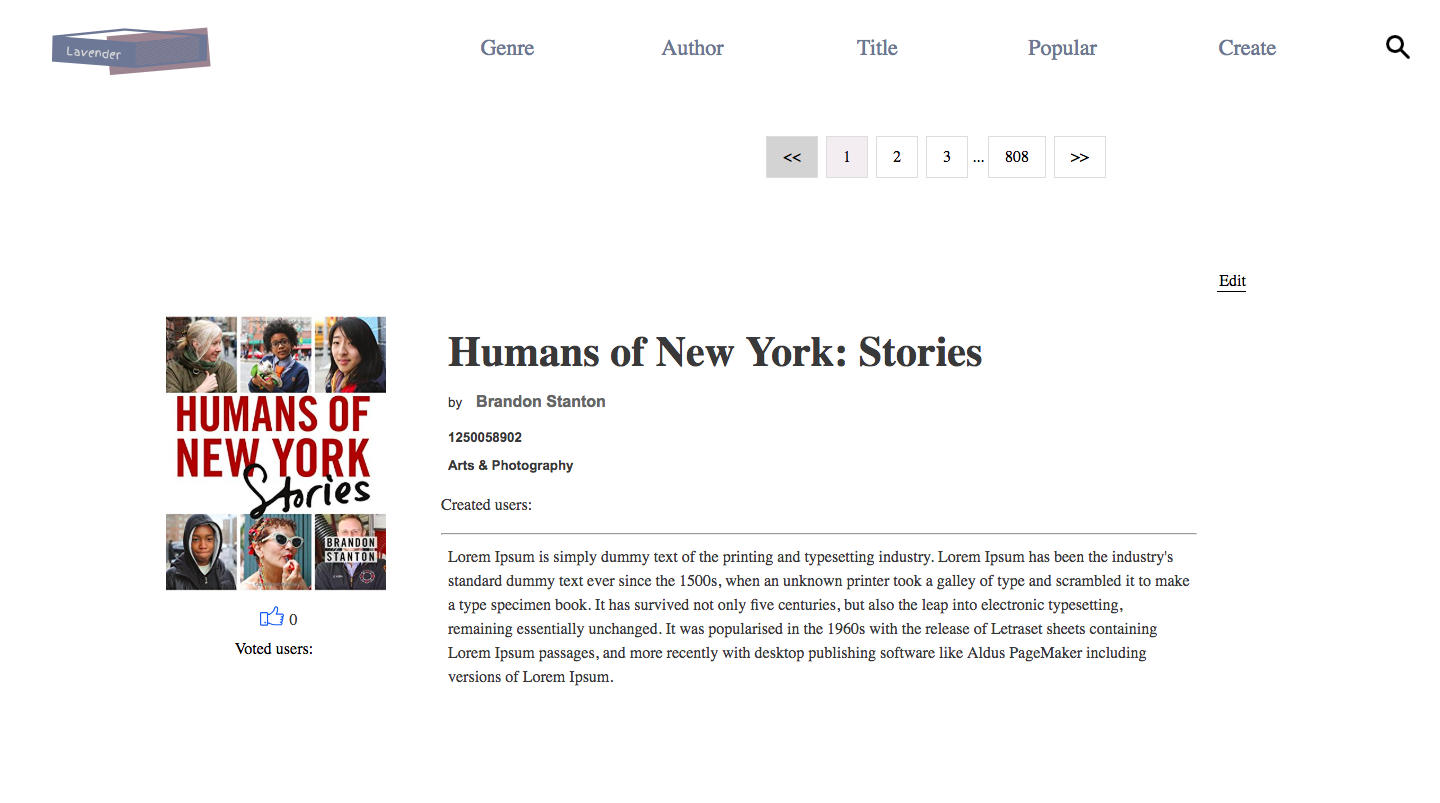 Lavender
Genre Author Title Popular Create
<< 1 2 3 ... 808 >>
Edit
HUMANS OF
NEW YORK
Stories
BRANDON
STANTON
Humans of New York: Stories
by Brandon Stanton
1250058902
Arts & Photography
Created users:
Lorem Ipsum is simply dummy text of the printing and typesetting industry. Lorem Ipsum has been the industry's
standard dummy text ever since the 1500s, when an unknown printer took a galley of type and scrambled it to make
a type specimen book. It has survived not only five centuries, but also the leap into electronic typesetting,
remaining essentially unchanged. It was popularised in the 1960s with the release of Letraset sheets containing
Lorem Ipsum passages, and more recently with desktop publishing software like Aldus PageMaker including
versions of Lorem Ipsum.
0
Voted users: